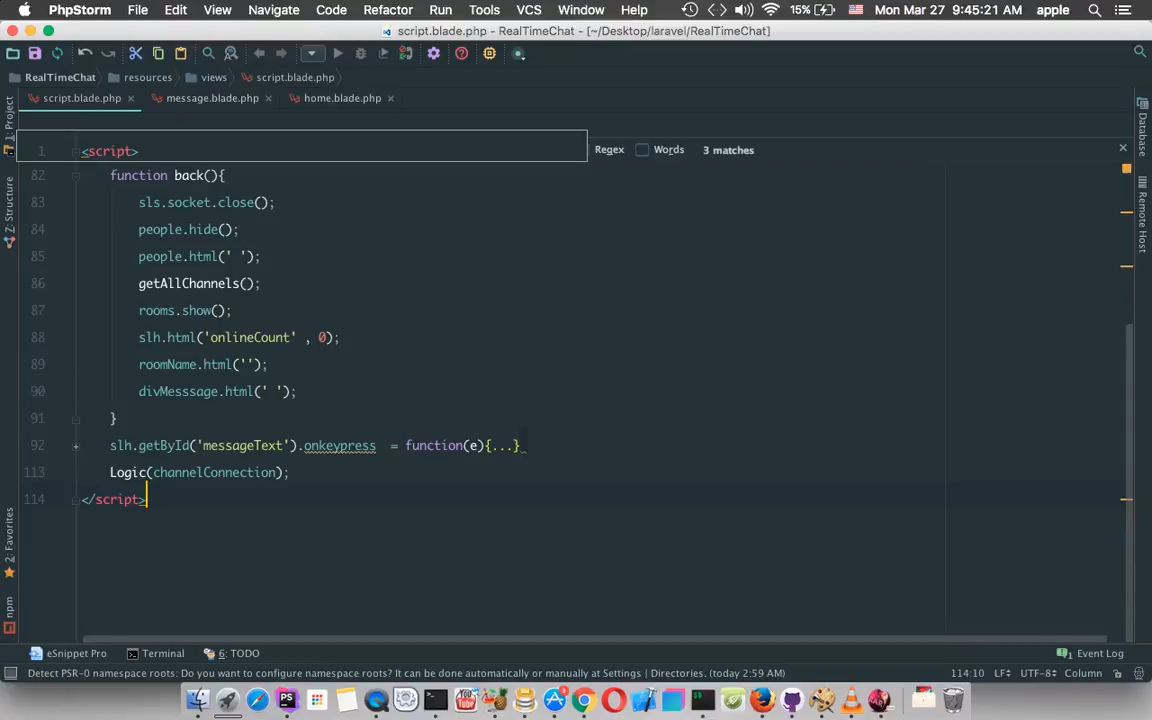 PhpStorm File Edit View Navigate Code Refactor Run Tools VCS Window Help 15% Mon Mar 27 9:45:21 AM apple
script.blade.php - RealTimeChat - [~/Desktop/laravel/RealTimeChat]
RealTimeChat resources views script.blade.php
script.blade.php message.blade.php home.blade.php
1: Project
Z: Structure
2: Favorites
npm
Database
Remote Host
Regex Words 3 matches
1 <script>
82 function back(){
83 sls.socket.close();
84 people.hide();
85 people.html(' ');
86 getAllChannels();
87 rooms.show();
88 slh.html('onlineCount' , 0);
89 roomName.html('');
90 divMesssage.html(' ');
91 }
92 slh.getById('messageText').onkeypress = function(e){...}
113 Logic(channelConnection);
114 </script>
eSnippet Pro Terminal 6: TODO 1 Event Log
Detect PSR-0 namespace roots: Do you want to configure namespace roots? It can be done automatically or manually at Settings | Directories. (today 2:59 AM) 114:10 LF÷ UTF-8÷ Column